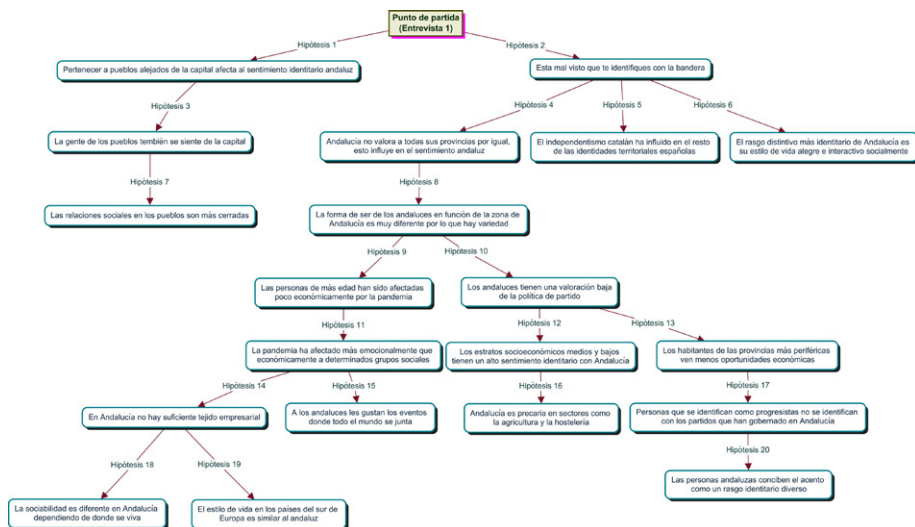 Punto de partida
(Entrevista 1)
Hipótesis 1
Hipótesis 2
Pertenecer a pueblos alejados de la capital afecta al sentimiento identitario andaluz
Esta mal visto que te identifiques con la bandera
Hipótesis 3
Hipótesis 4
Hipótesis 5
Hipótesis 6
La gente de los pueblos tembién se siente de la capital
Andalucía no valora a todas sus provincias por igual,
esto influye en el sentimiento andaluz
El independentismo catalán ha influido en el resto
de las identidades territoriales españolas
El rasgo distintivo más identitario de Andalucía es
su estilo de vida alegre e interactivo socialmente
Hipótesis 7
Hipótesis 8
Las relaciones sociales en los pueblos son más cerradas
La forma de ser de los andaluces en función de la zona de
Andalucía es muy diferente por lo que hay variedad
Hipótesis 9
Hipótesis 10
Las personas de más edad han sido afectadas
poco económicamente por la pandemia
Los andaluces tienen una valoración baja
de la política de partido
Hipótesis 11
Hipótesis 12
Hipótesis 13
La pandemia ha afectado más emocionalmente que
económicamente a determinados grupos sociales
Los estratos socioeconómicos medios y bajos
tienen un alto sentimiento identitario con Andalucía
Los habitantes de las provincias más periféricas
ven menos oportunidades económicas
Hipótesis 14
Hipótesis 15
Hipótesis 16
Hipótesis 17
En Andalucía no hay suficiente tejido empresarial
A los andaluces les gustan los eventos
donde todo el mundo se junta
Andalucía es precaria en sectores como
la agricultura y la hostelería
Personas que se identifican como progresistas no se identifican
con los partidos que han gobernado en Andalucía
Hipótesis 18
Hipótesis 19
Hipótesis 20
La sociabilidad es diferente en Andalucía
dependiendo de donde se viva
El estilo de vida en los países del sur de
Europa es similar al andaluz
Las personas andaluzas conciben el acento
como un rasgo identitario diverso